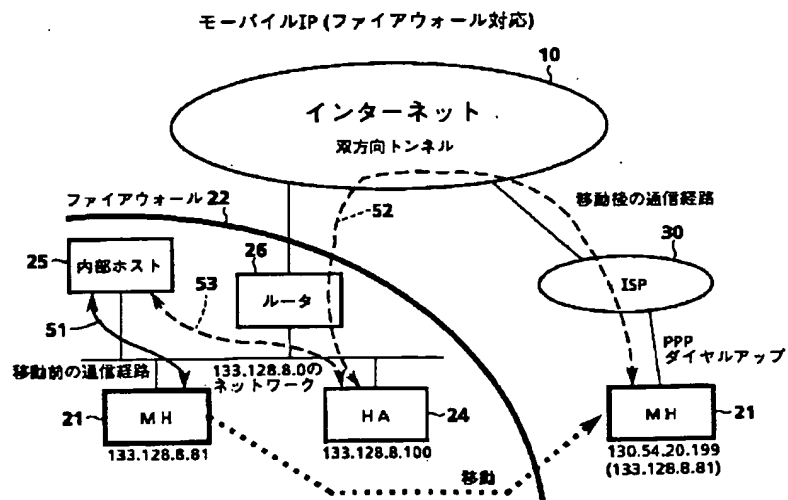 モーバイルIP(ファイアウォール対応)
10
インターネット
双方向トンネル
ファイアウォール 22
52
移動後の通信経路
30
26
25
内部ホスト
53
ルータ
ISP
51
PPP
ダイヤルアップ
移動前の通信経路
133.128.8.0の
ネットワーク
21
MH
HA
24
MH
21
133.128.8.81
133.128.8.100
130.54.20.199
(133.128.8.81)
移動